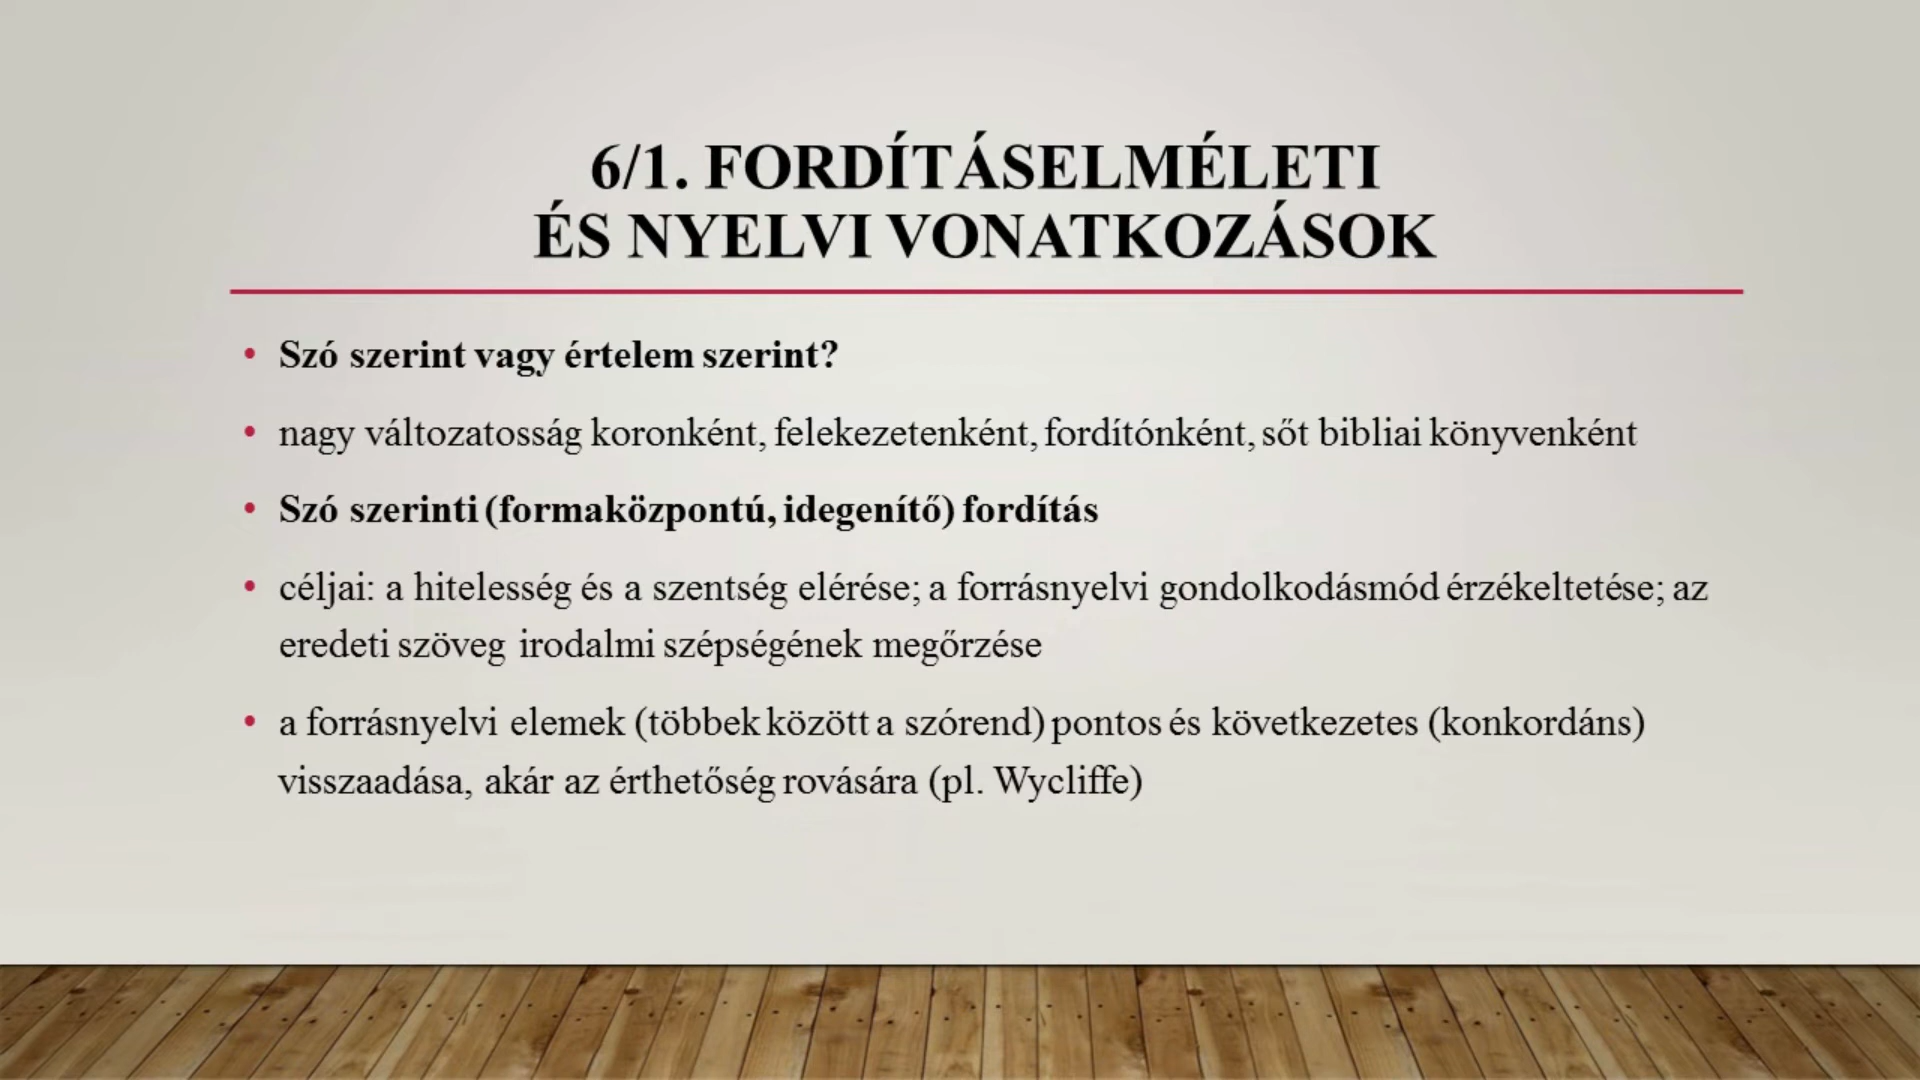 6/1. FORDÍTÁSELMÉLETI
ÉS NYELVI VONATKOZÁSOK
• Szó szerint vagy értelem szerint?
• nagy változatosság koronként, felekezetenként, fordítónként, sőt bibliai könyvenként
• Szó szerinti (formaközpontú, idegenítő) fordítás
• céljai: a hitelesség és a szentség elérése; a forrásnyelvi gondolkodásmód érzékeltetése; az
eredeti szöveg irodalmi szépségének megőrzése
• a forrásnyelvi elemek (többek között a szórend) pontos és következetes (konkordáns)
visszaadása, akár az érthetőség rovására (pl. Wycliffe)